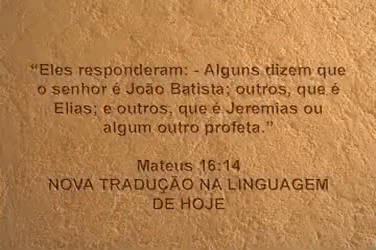 “Eles responderam: - Alguns dizem que
o senhor é João Batista; outros, que é
Elias; e outros, que é Jeremias ou
algum outro profeta.”
Mateus 16:14
NOVA TRADUÇÃO NA LINGUAGEM
DE HOJE